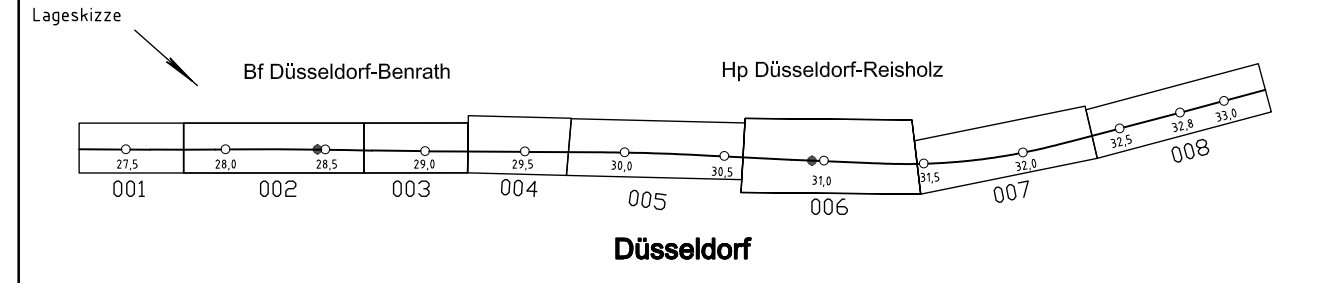 Lageskizze
Bf Düsseldorf-Benrath
Hp Düsseldorf-Reisholz
27,5 28,0 28,5 29,0 29,5 30,0 30,5 31,0 31,5 32,0 32,5 32,8 33,0
001 002 003 004 005 006 007 008
Düsseldorf